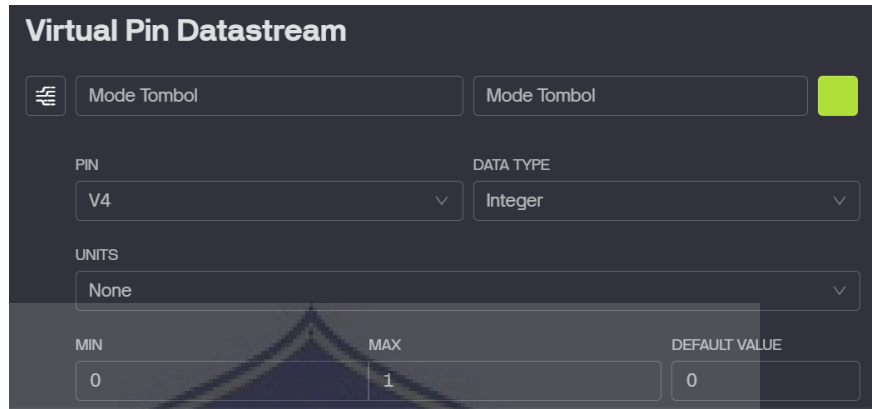 Virtual Pin Datastream
Mode Tombol Mode Tombol
PIN DATA TYPE
V4 Integer
UNITS
None
MIN MAX DEFAULT VALUE
0 1 0